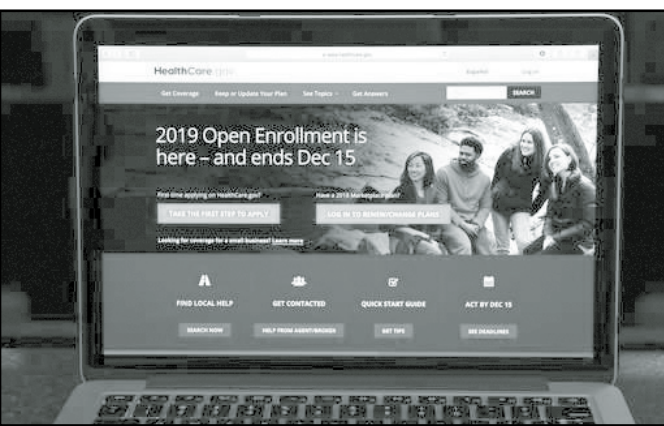 HealthCare.gov
Español
Log in
Get Coverage
Keep or Update Your Plan
See Topics
Get Answers
SEARCH
2019 Open Enrollment is
here – and ends Dec 15
First time applying on HealthCare.gov?
Have a 2018 Marketplace plan?
TAKE THE FIRST STEP TO APPLY
LOG IN TO RENEW/CHANGE PLANS
Looking for coverage for a small business? Learn more
FIND LOCAL HELP
GET CONTACTED
QUICK START GUIDE
ACT BY DEC 15
SEARCH NOW
HELP FROM AGENT/BROKER
GET TIPS
SEE DEADLINES